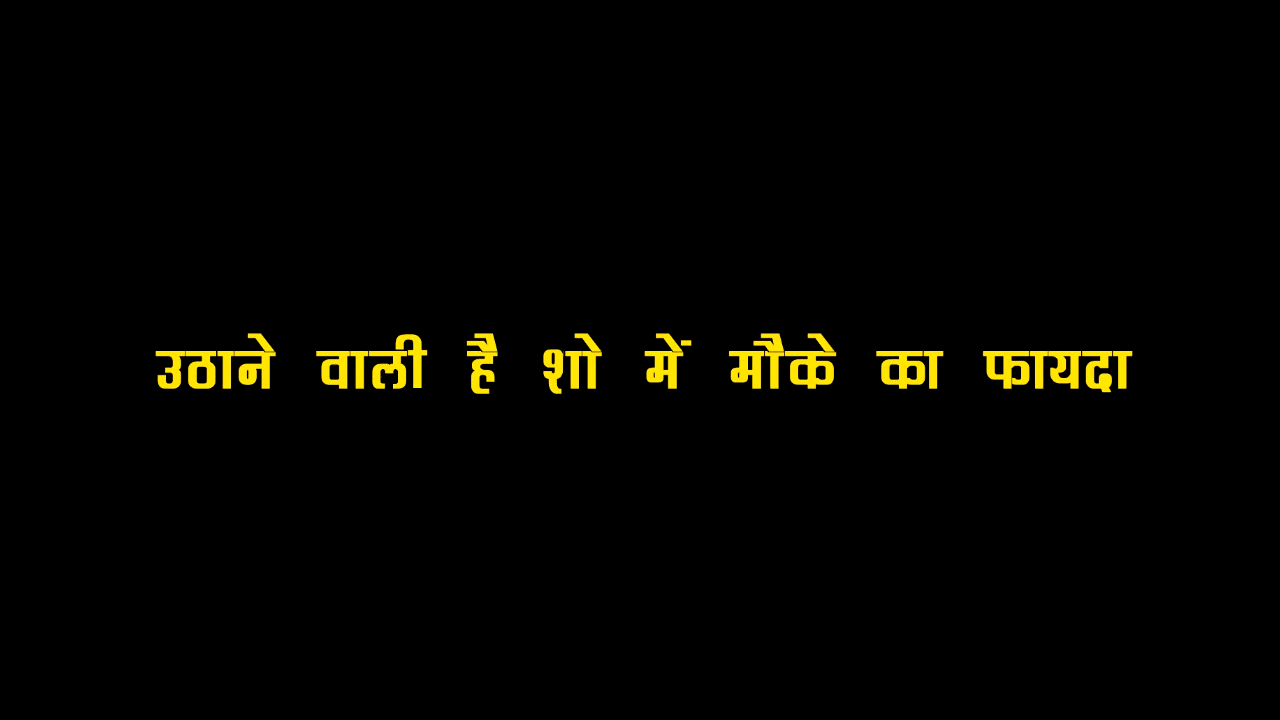 उठाने वाली है शो में मौके का फायदा